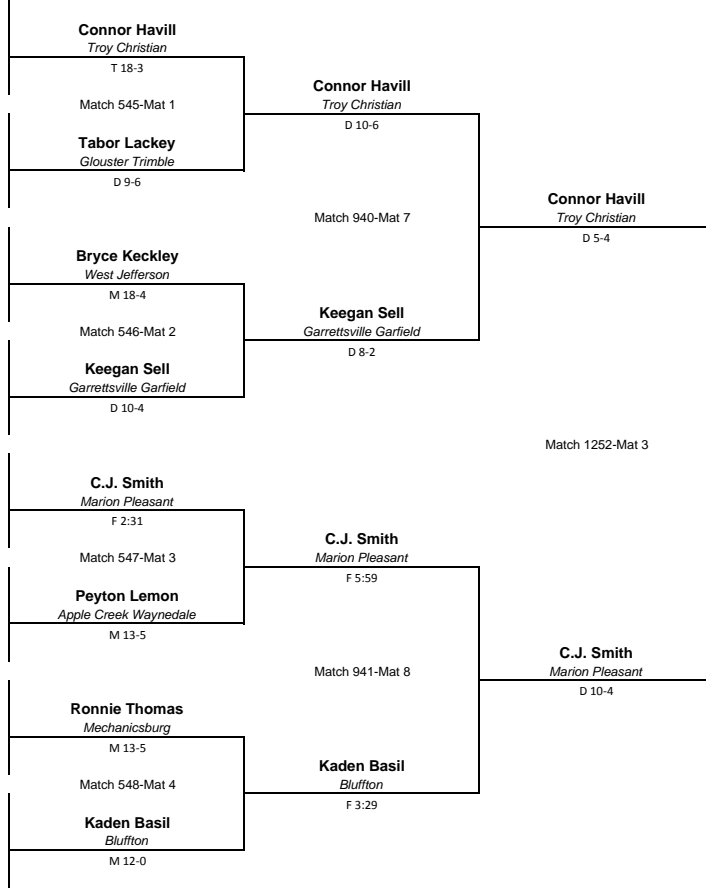 Connor Havill
Troy Christian
T 18-3
Match 545-Mat 1
Tabor Lackey
Glouster Trimble
D 9-6
Connor Havill
Troy Christian
D 10-6
Match 940-Mat 7
Bryce Keckley
West Jefferson
M 18-4
Match 546-Mat 2
Keegan Sell
Garrettsville Garfield
D 10-4
Keegan Sell
Garrettsville Garfield
D 8-2
Connor Havill
Troy Christian
D 5-4
Match 1252-Mat 3
C.J. Smith
Marion Pleasant
F 2:31
Match 547-Mat 3
Peyton Lemon
Apple Creek Waynedale
M 13-5
C.J. Smith
Marion Pleasant
F 5:59
Match 941-Mat 8
Ronnie Thomas
Mechanicsburg
M 13-5
Match 548-Mat 4
Kaden Basil
Bluffton
M 12-0
Kaden Basil
Bluffton
F 3:29
C.J. Smith
Marion Pleasant
D 10-4